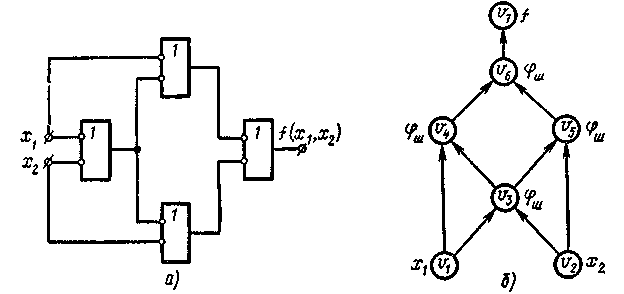 1
1
1
1
x₁
x₂
f(x₁,x₂)
а)
v₇ f
v₆ φш
φш v₄
v₅ φш
v₃ φш
x₁ v₁
v₂ x₂
б)